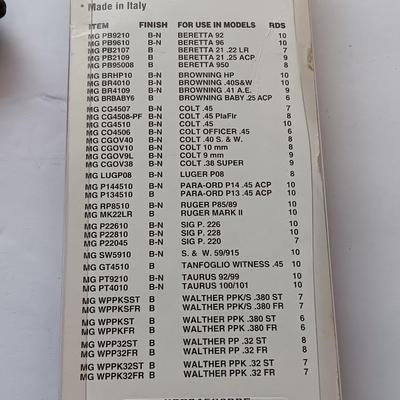 * Made in Italy
ITEM FINISH FOR USE IN MODELS RDS
MG PB9210 B-N BERETTA 92 10
MG PB9610 B-N BERETTA 96 10
MG PB2107 B BERETTA 21 .22 LR 7
MG PB2109 B BERETTA 21 .25 ACP 9
MG PB95008 B BERETTA 950 8
MG BRHP10 B-N BROWNING HP 10
MG BR4010 B-N BROWNING .40S&W 10
MG BR4109 B-N BROWNING .41 A.E. 9
MG BRBABY6 B BROWNING BABY .25 ACP 6
MG CG4507 B-N COLT .45 7
MG CG4508-PF B-N COLT .45 PlaFlr 8
MG CG4510 B-N COLT .45 10
MG CO4506 B-N COLT OFFICER .45 6
MG CGOV40 B-N COLT .40 S. & W. 8
MG CGOV10 B-N COLT 10 mm 8
MG CGOV9L B-N COLT 9 mm 9
MG CGOV38 B-N COLT .38 SUPER 9
MG LUGP08 B-N LUGER P08 8
MG P144510 B-N PARA-ORD P14 .45 ACP 10
MG P134510 B PARA-ORD P13 .45 ACP 10
MG RP8510 B-N RUGER P85/89 10
MG MK22LR B RUGER MARK II 10
MG P22610 B-N SIG P. 226 10
MG P22810 B-N SIG P. 228 10
MG P22045 B-N SIG P. 220 7
MG SW5910 B-N S. & W. 59/915 10
MG GT4510 B TANFOGLIO WITNESS .45 10
MG PT9210 B-N TAURUS 92/99 10
MG PT4010 B-N TAURUS 100/101 10
MG WPPKSST B WALTHER PPK/S .380 ST 7
MG WPPKSFR B WALTHER PPK/S .380 FR 7
MG WPPKST B WALTHER PPK .380 ST 6
MG WPPKFR B WALTHER PPK .380 FR 6
MG WPP32ST B WALTHER PP .32 ST 8
MG WPP32FR B WALTHER PP .32 FR 8
MG WPPK32ST B WALTHER PPK .32 ST 7
MG WPPK32FR B WALTHER PPK .32 FR 7